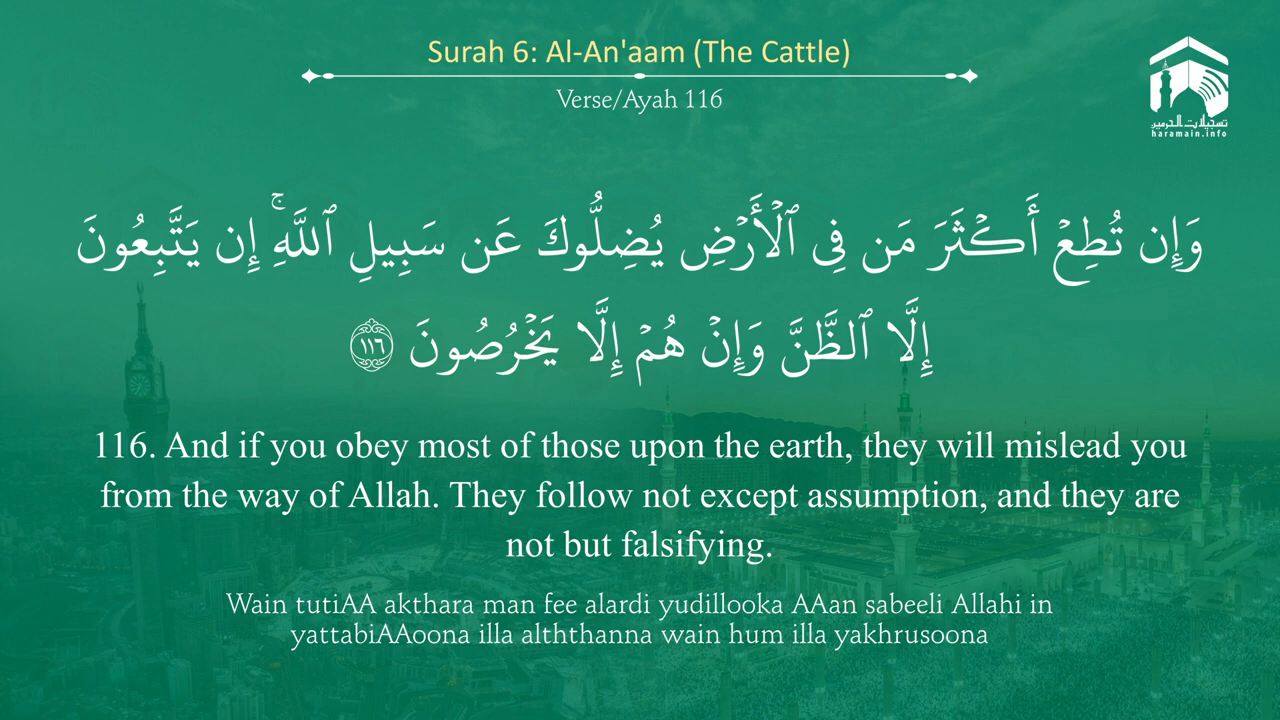 Surah 6: Al-An'aam (The Cattle)
Verse/Ayah 116
تسجيلات الحرمين
haramain.info
وَإِن تُطِعْ أَكْثَرَ مَن فِى ٱلْأَرْضِ يُضِلُّوكَ عَن سَبِيلِ ٱللَّهِ ۚ إِن يَتَّبِعُونَ
إِلَّا ٱلظَّنَّ وَإِنْ هُمْ إِلَّا يَخْرُصُونَ ١١٦
116. And if you obey most of those upon the earth, they will mislead you
from the way of Allah. They follow not except assumption, and they are
not but falsifying.
Wain tutiAA akthara man fee alardi yudillooka AAan sabeeli Allahi in
yattabiAAoona illa alththanna wain hum illa yakhrusoona